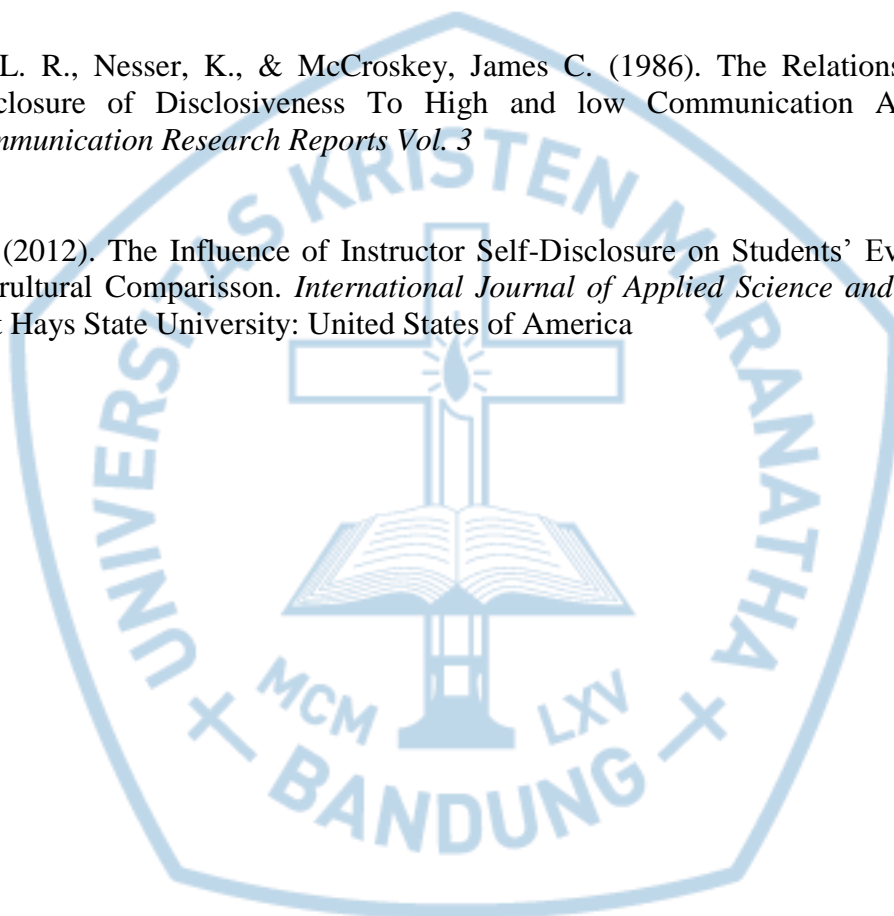 L. R., Nesser, K., & McCroskey, James C. (1986). The Relations
closure of Disclosiveness To High and low Communication A
mmunication Research Reports Vol. 3
(2012). The Influence of Instructor Self-Disclosure on Students’ Ev
rultural Comparisson. International Journal of Applied Science and
t Hays State University: United States of America
UNIVERSITAS KRISTEN MARANATHA
MCM LXV
BANDUNG